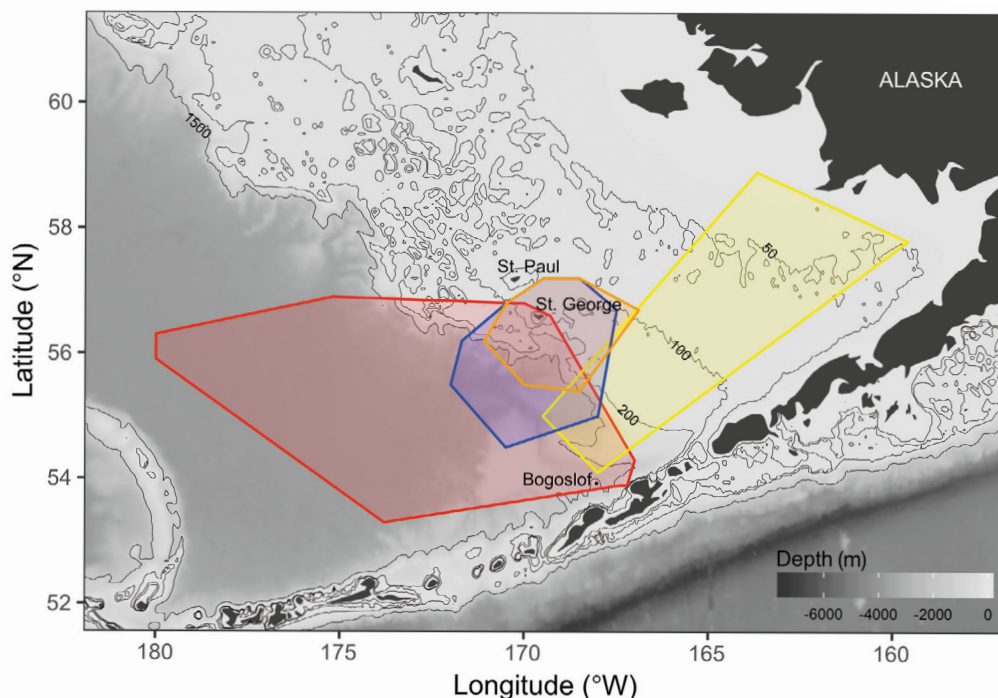 ALASKA
60
1500
58
50
St. Paul
St. George
56
100
200
54
Bogoslof
52
Depth (m)
-6000 -4000 -2000 0
180 175 170 165 160
Latitude (°N)
Longitude (°W)